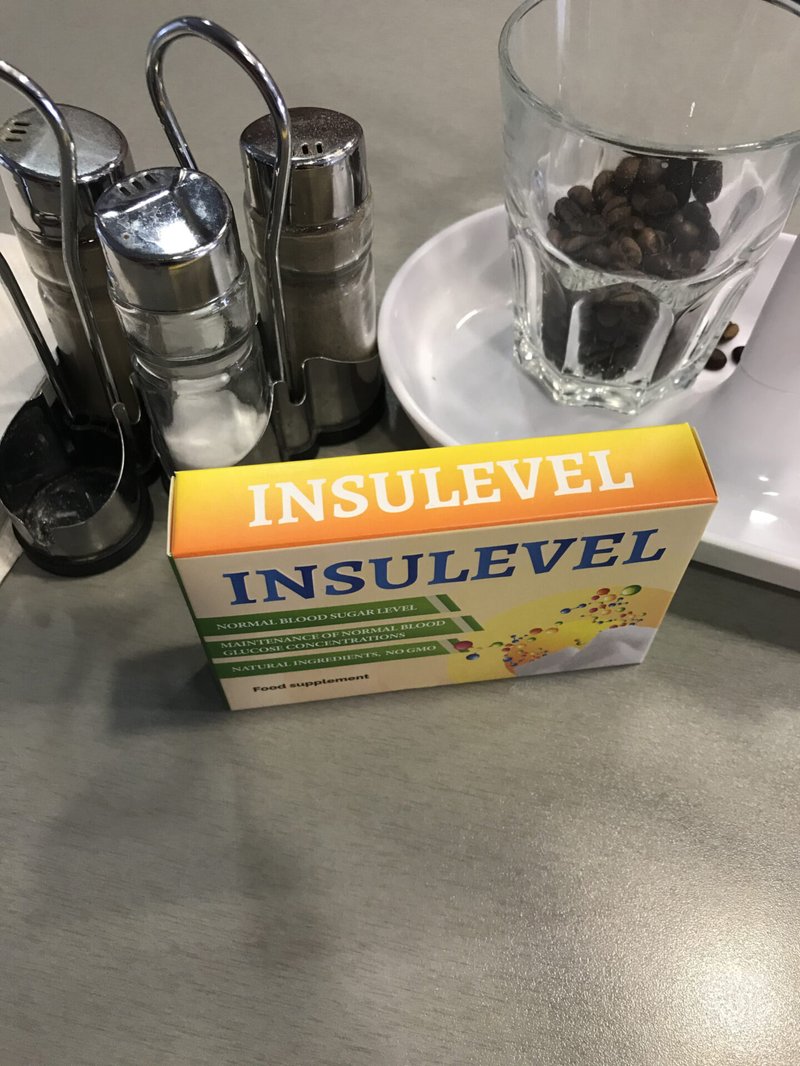 INSULEVEL
INSULEVEL
NORMAL BLOOD SUGAR LEVEL
MAINTENANCE OF NORMAL BLOOD
GLUCOSE CONCENTRATIONS
NATURAL INGREDIENTS, NO GMO
Food supplement